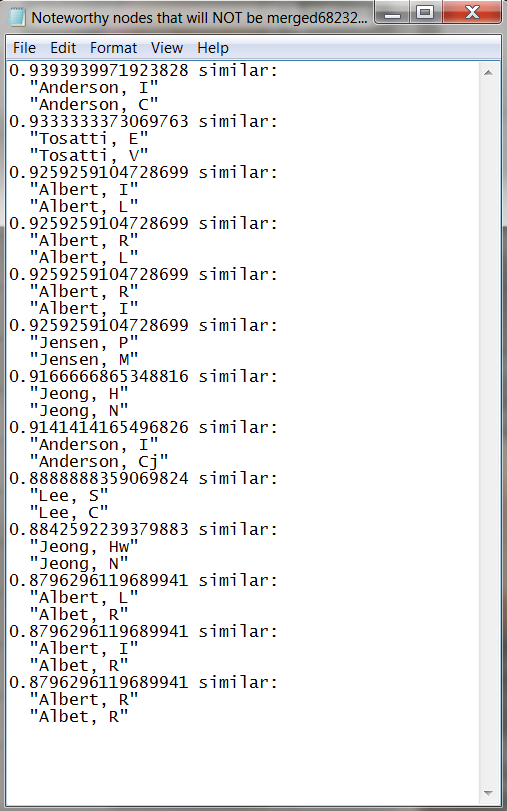 Noteworthy nodes that will NOT be merged68232...
File Edit Format View Help
0.9393939971923828 similar:
"Anderson, I"
"Anderson, C"
0.9333333373069763 similar:
"Tosatti, E"
"Tosatti, V"
0.9259259104728699 similar:
"Albert, I"
"Albert, L"
0.9259259104728699 similar:
"Albert, R"
"Albert, L"
0.9259259104728699 similar:
"Albert, R"
"Albert, I"
0.9259259104728699 similar:
"Jensen, P"
"Jensen, M"
0.9166666865348816 similar:
"Jeong, H"
"Jeong, N"
0.9141414165496826 similar:
"Anderson, I"
"Anderson, Cj"
0.8888888359069824 similar:
"Lee, S"
"Lee, C"
0.8842592239379883 similar:
"Jeong, Hw"
"Jeong, N"
0.8796296119689941 similar:
"Albert, L"
"Albet, R"
0.8796296119689941 similar:
"Albert, I"
"Albet, R"
0.8796296119689941 similar:
"Albert, R"
"Albet, R"